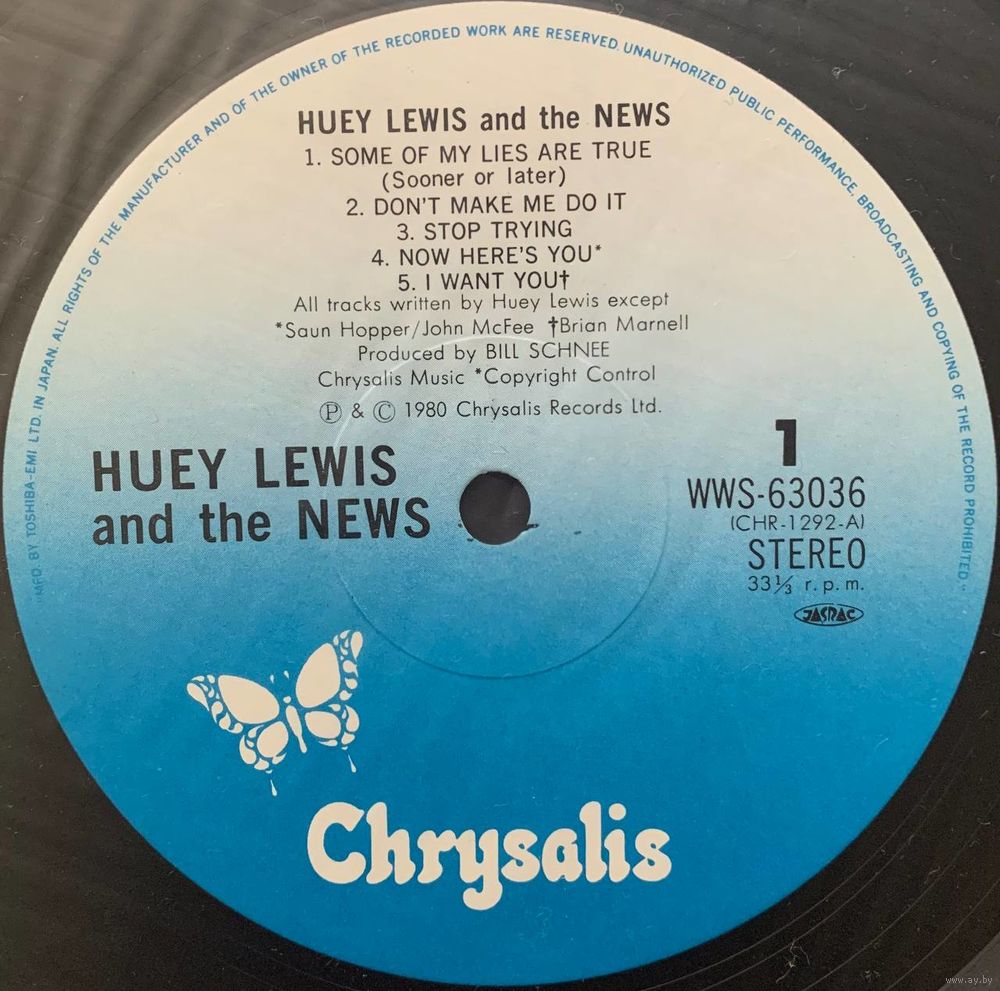 MFD. BY TOSHIBA-EMI LTD. IN JAPAN. ALL RIGHTS OF THE MANUFACTURER AND OF THE OWNER OF THE RECORDED WORK ARE RESERVED. UNAUTHORIZED PUBLIC PERFORMANCE, BROADCASTING AND COPYING OF THE RECORD PROHIBITED.
HUEY LEWIS and the NEWS
1. SOME OF MY LIES ARE TRUE
(Sooner or later)
2. DON'T MAKE ME DO IT
3. STOP TRYING
4. NOW HERE'S YOU*
5. I WANT YOU†
All tracks written by Huey Lewis except
*Saun Hopper/John McFee †Brian Marnell
Produced by BILL SCHNEE
Chrysalis Music *Copyright Control
Ⓟ & Ⓒ 1980 Chrysalis Records Ltd.
HUEY LEWIS
and the NEWS
1
WWS-63036
(CHR-1292-A)
STEREO
33⅓ r.p.m.
JASRAC
Chrysalis
www.ay.by